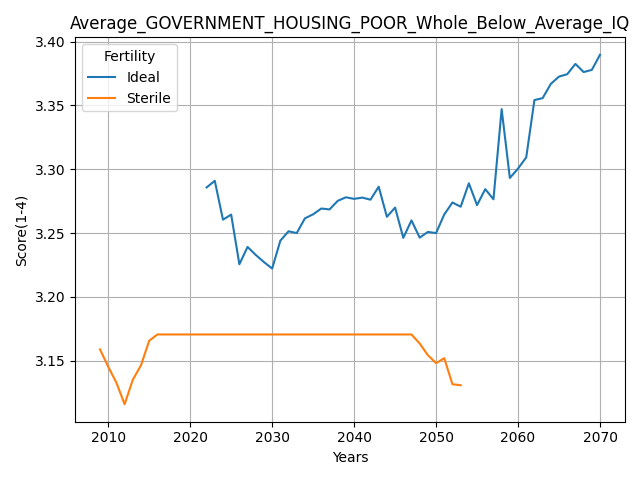 Average_GOVERNMENT_HOUSING_POOR_Whole_Below_Average_IQ
3.40
3.35
3.30
3.25
3.20
3.15
Score(1-4)
Fertility
Ideal
Sterile
2010 2020 2030 2040 2050 2060 2070
Years